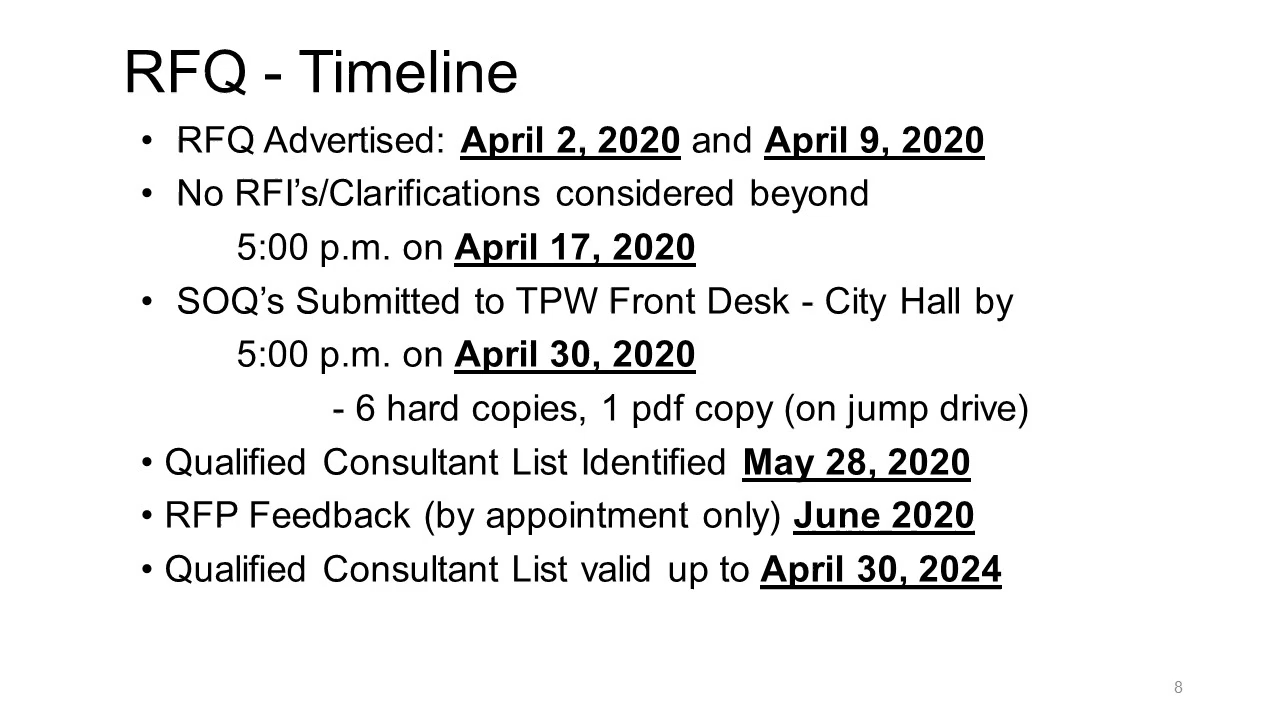 RFQ - Timeline
• RFQ Advertised: April 2, 2020 and April 9, 2020
• No RFI’s/Clarifications considered beyond
5:00 p.m. on April 17, 2020
• SOQ’s Submitted to TPW Front Desk - City Hall by
5:00 p.m. on April 30, 2020
- 6 hard copies, 1 pdf copy (on jump drive)
• Qualified Consultant List Identified May 28, 2020
• RFP Feedback (by appointment only) June 2020
• Qualified Consultant List valid up to April 30, 2024
8